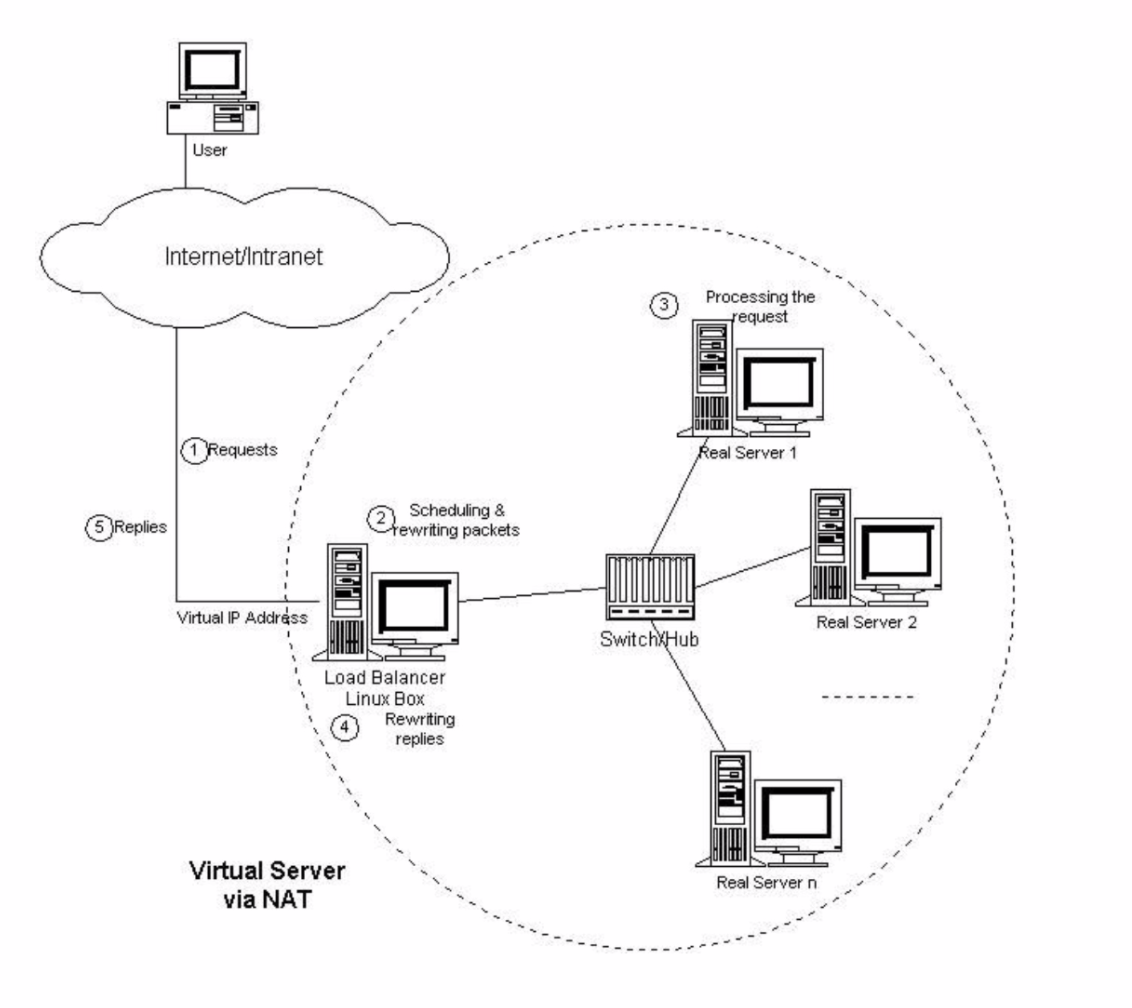 User
Internet/Intranet
3
Processing the
request
Real Server 1
1
Requests
5
Replies
2
Scheduling &
rewriting packets
Virtual IP Address
Load Balancer
Linux Box
4
Rewriting
replies
Switch/Hub
Real Server 2
Real Server n
Virtual Server
via NAT